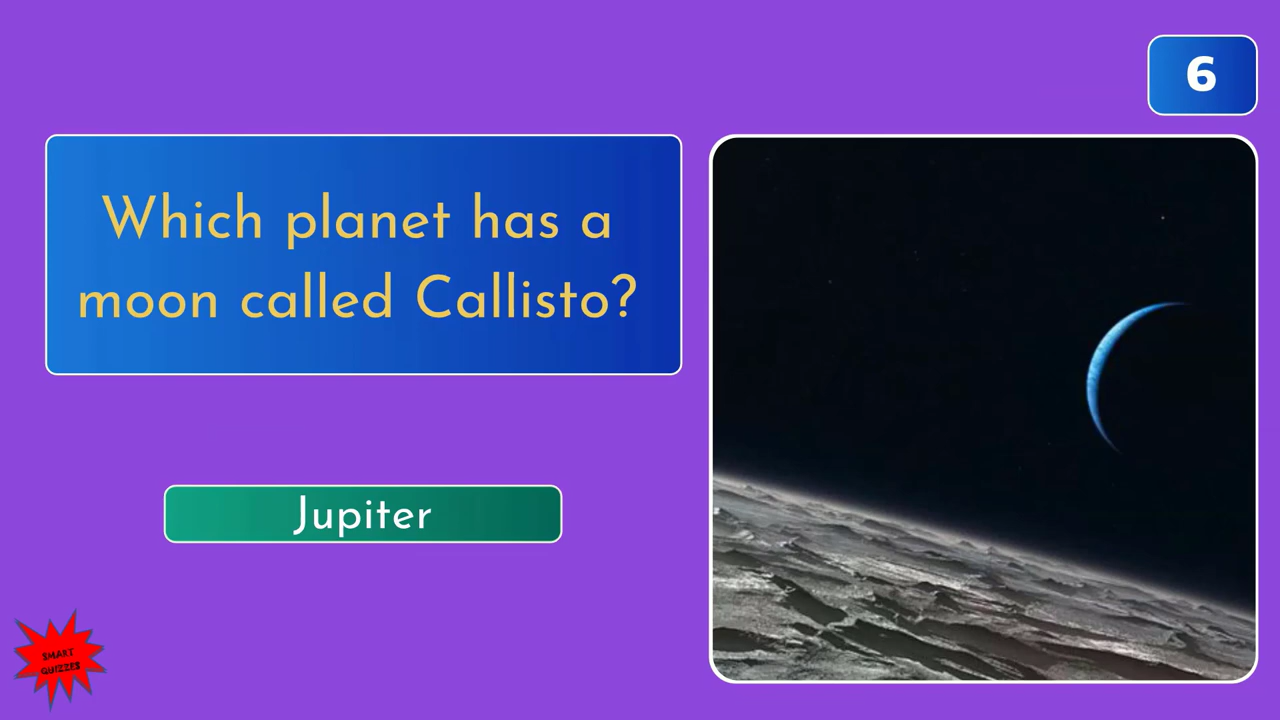 6
Which planet has a
moon called Callisto?
Jupiter
SMART
QUIZZES